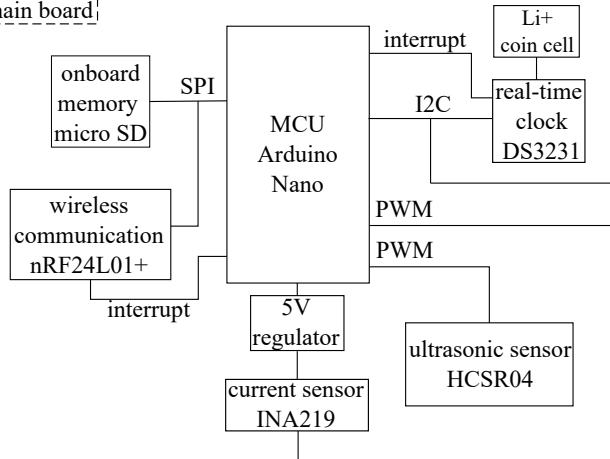 board
Li+
coin cell
interrupt
onboard
memory
micro SD
SPI
MCU
Arduino
Nano
I2C
real-time
clock
DS3231
wireless
communication
nRF24L01+
PWM
PWM
interrupt
5V
regulator
ultrasonic sensor
HCSR04
current sensor
INA219